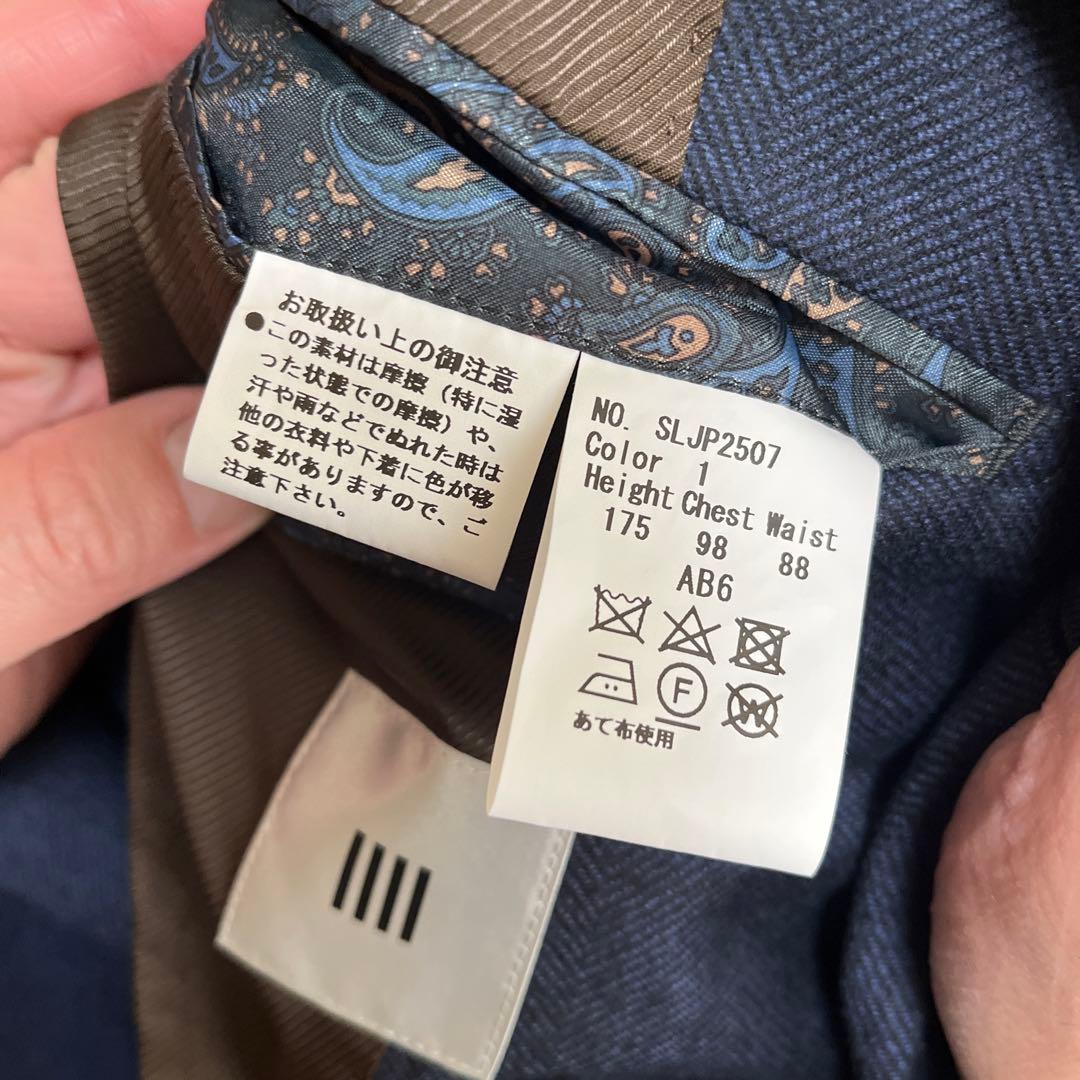 お取扱い上の御注意
●この素材は摩擦（特に湿
った状態での摩擦）や、
汗や雨などでぬれた時は
他の衣料や下着に色が移
る事がありますので、ご
注意下さい。
NO. SLJP2507
Color 1
Height Chest Waist
175 98 88
AB6
F
W
あて布使用